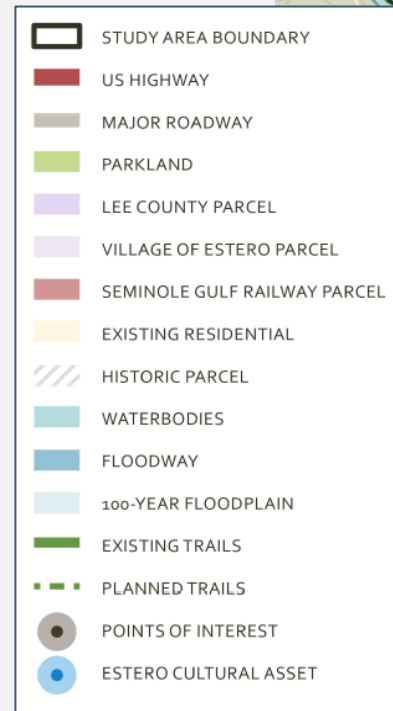 STUDY AREA BOUNDARY
US HIGHWAY
MAJOR ROADWAY
PARKLAND
LEE COUNTY PARCEL
VILLAGE OF ESTERO PARCEL
SEMINOLE GULF RAILWAY PARCEL
EXISTING RESIDENTIAL
HISTORIC PARCEL
WATERBODIES
FLOODWAY
100-YEAR FLOODPLAIN
EXISTING TRAILS
PLANNED TRAILS
POINTS OF INTEREST
ESTERO CULTURAL ASSET